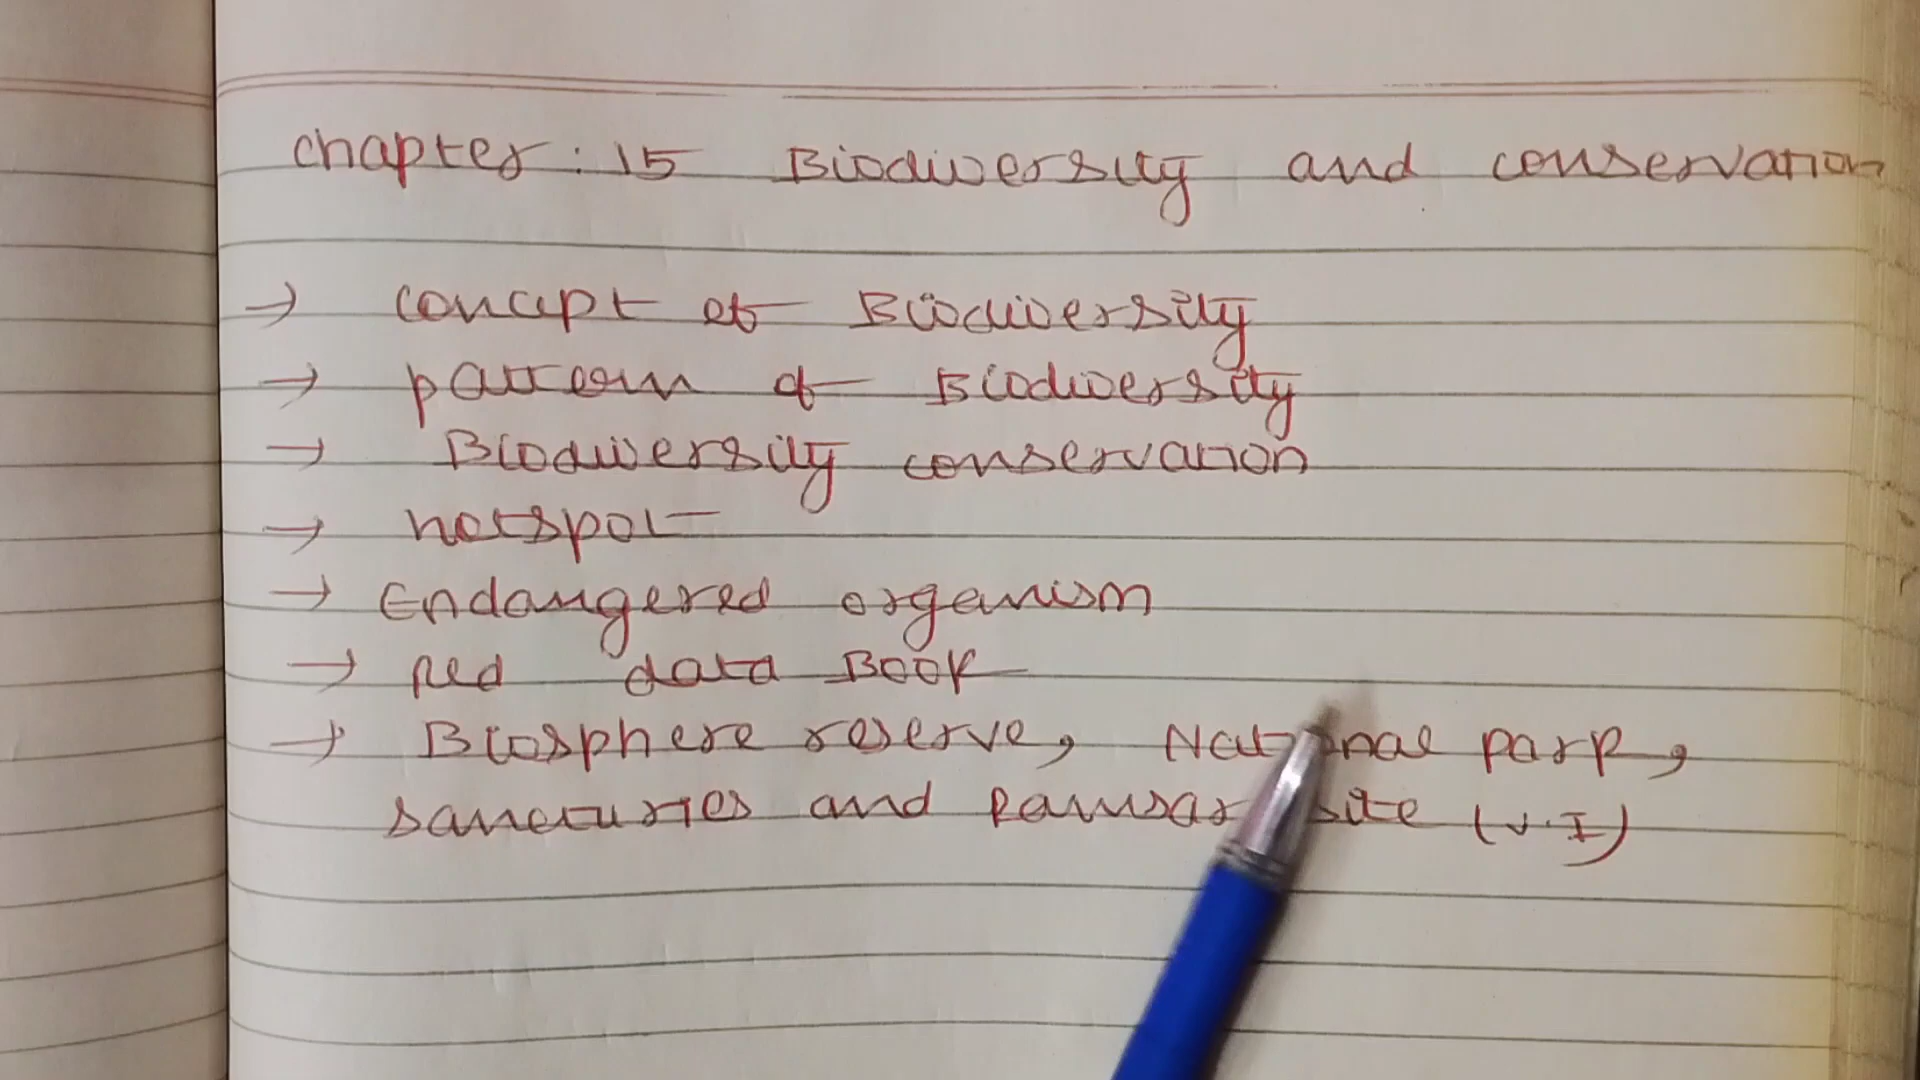 chapter : 15 Biodiversity and conservation
→ concept of Biodiversity
→ pattern of Biodiversity
→ Biodiversity conservation
→ hotspot
→ Endangered organism
→ Red data Book
→ Biosphere reserve, National park,
sancturies and Ramsar site (v.I)